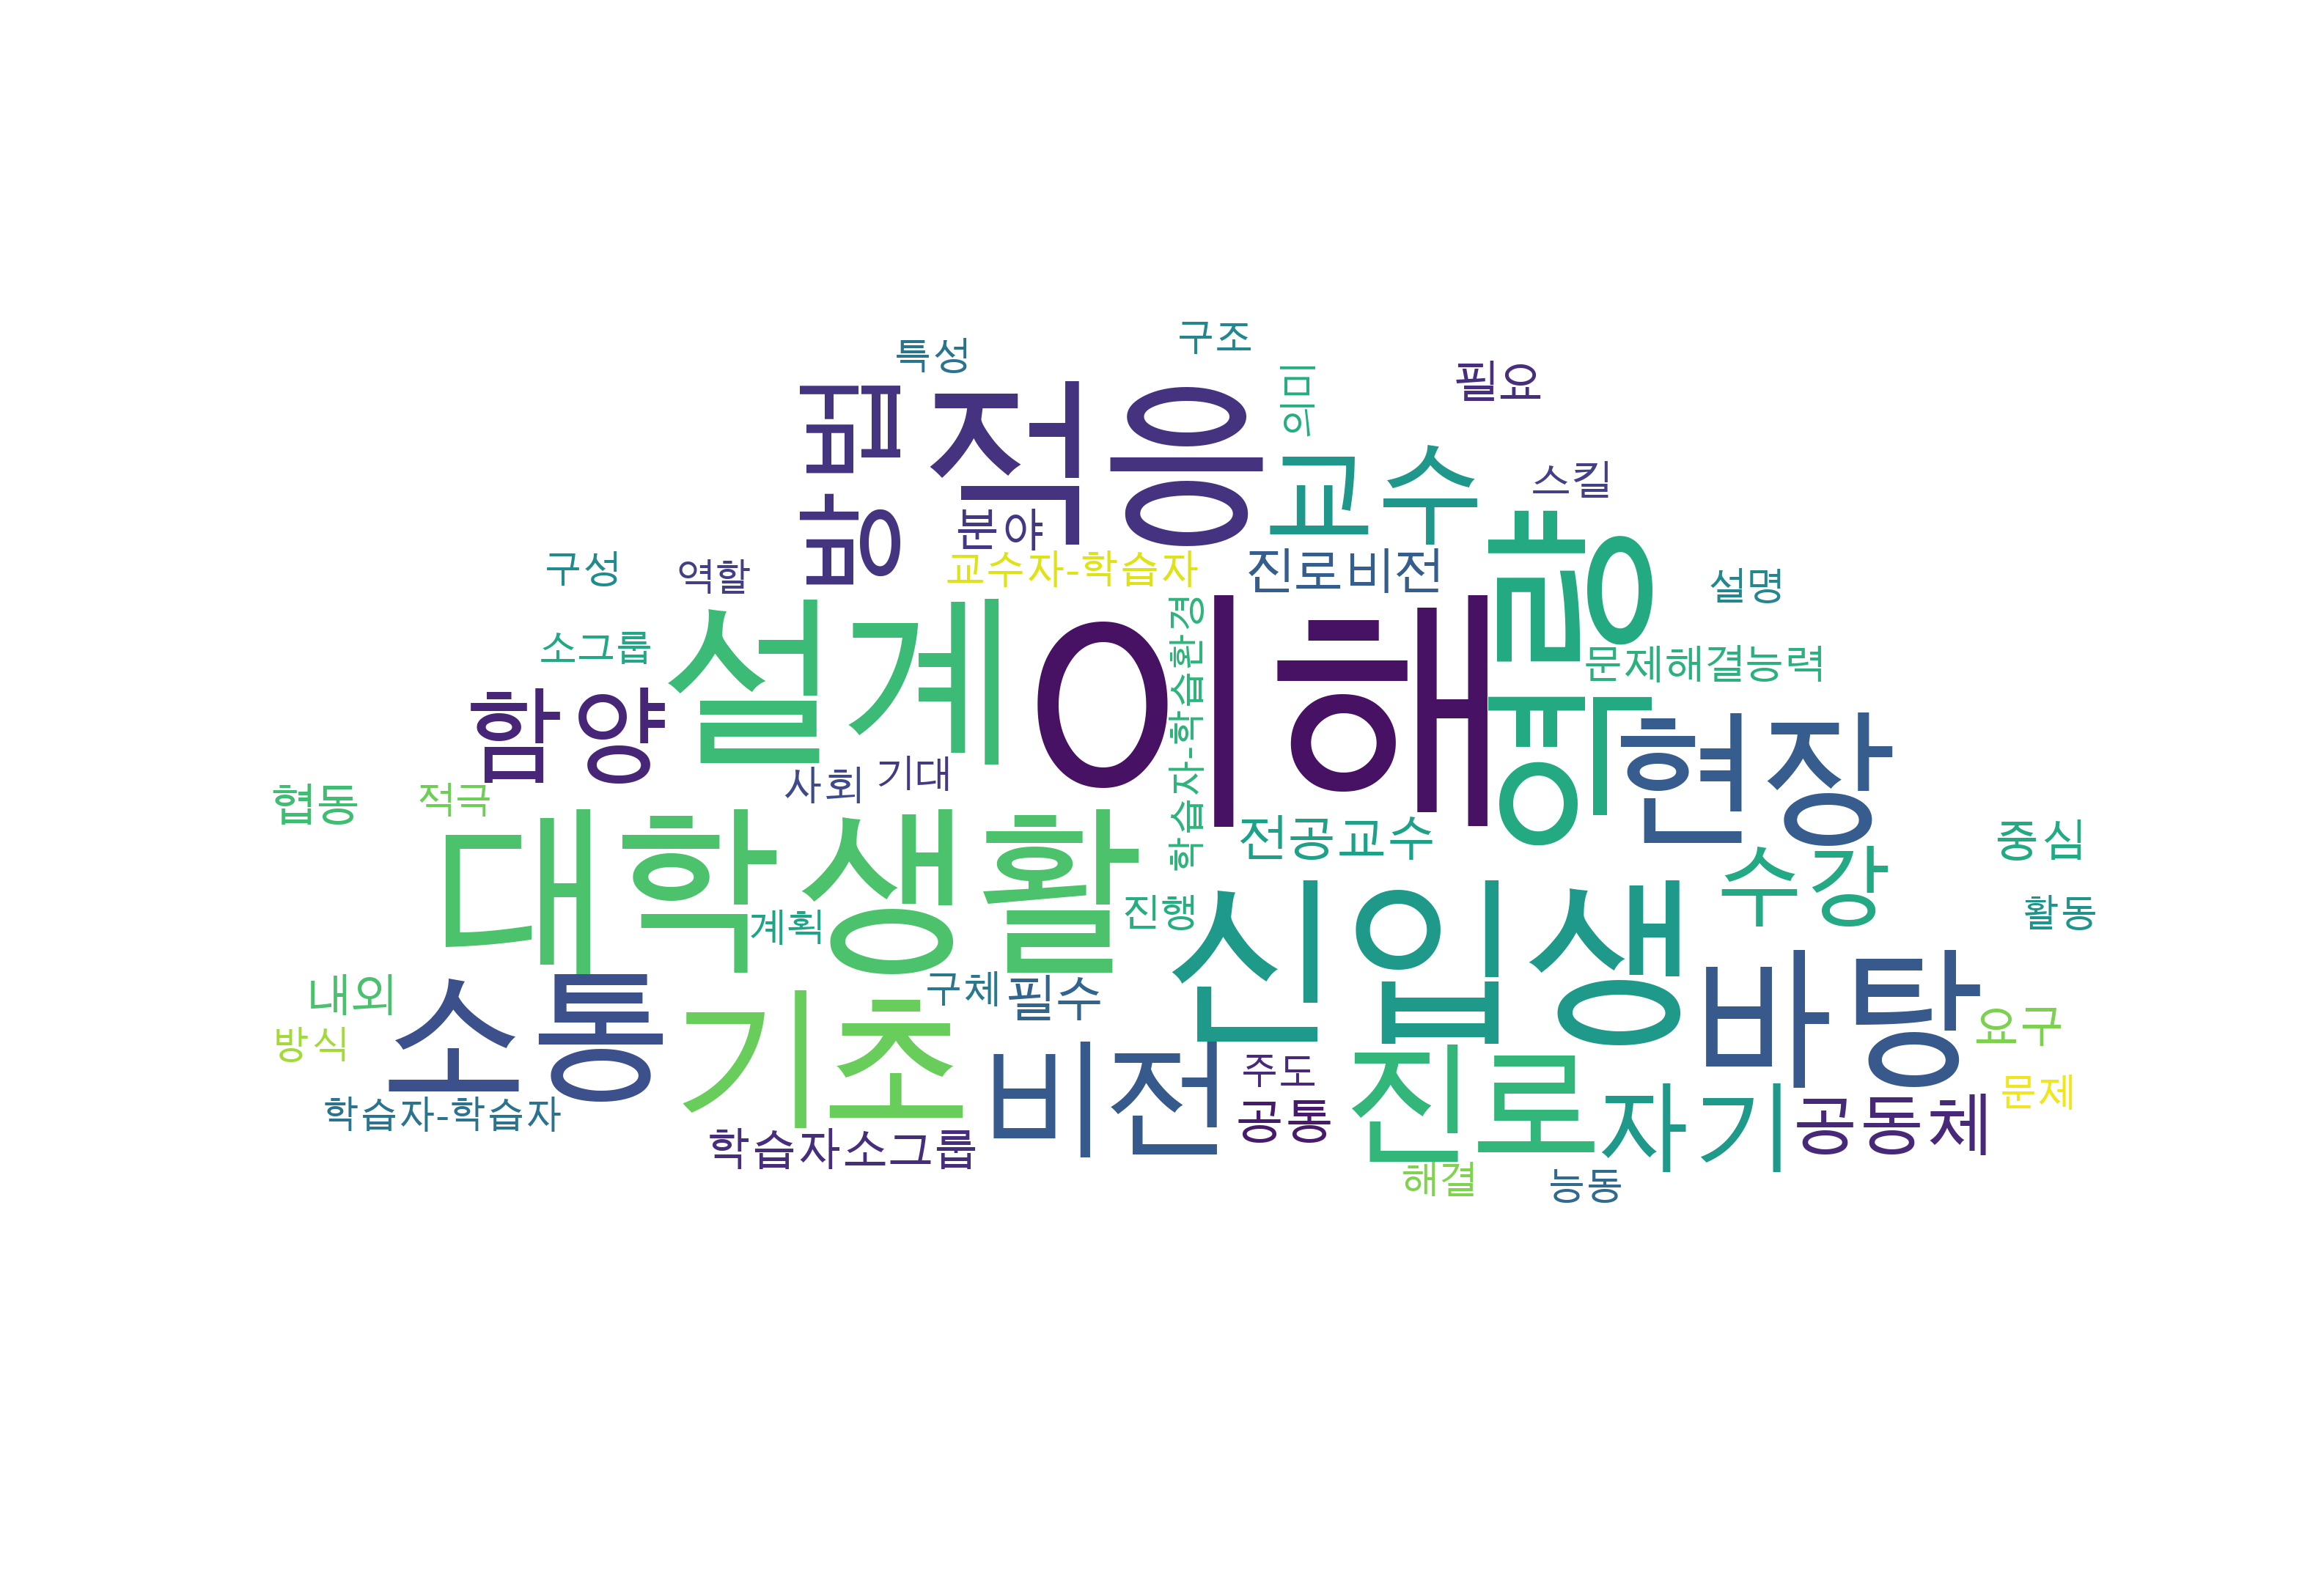 구조
특성
의미
필요
적응
방법
교수
스킬
분야
교수자-학습자
진로비전
구성
역할
설명
향량
소그룹
설계
이해
학습자-학습환경
문제해결능력
함양
현장
사회
기대
협동
적극
대학생활
전공교수
중심
수강
계획
진행
신입생
활동
내외
소통
기초
구체
필수
바탕
요구
방식
비전
주도
진로
자기
공동체
문제
학습자-학습자
학습자소그룹
공통
해결
능동